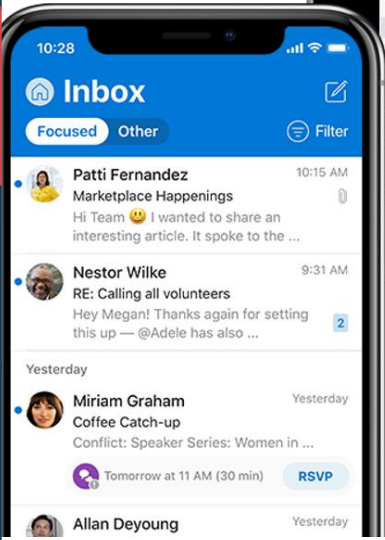 10:28
Inbox
Focused Other Filter
Patti Fernandez 10:15 AM
Marketplace Happenings
Hi Team 😃 I wanted to share an
interesting article. It spoke to the ...
Nestor Wilke 9:31 AM
RE: Calling all volunteers
Hey Megan! Thanks again for setting
this up — @Adele has also ... 2
Yesterday
Miriam Graham Yesterday
Coffee Catch-up
Conflict: Speaker Series: Women in ...
Tomorrow at 11 AM (30 min) RSVP
Allan Deyoung Yesterday